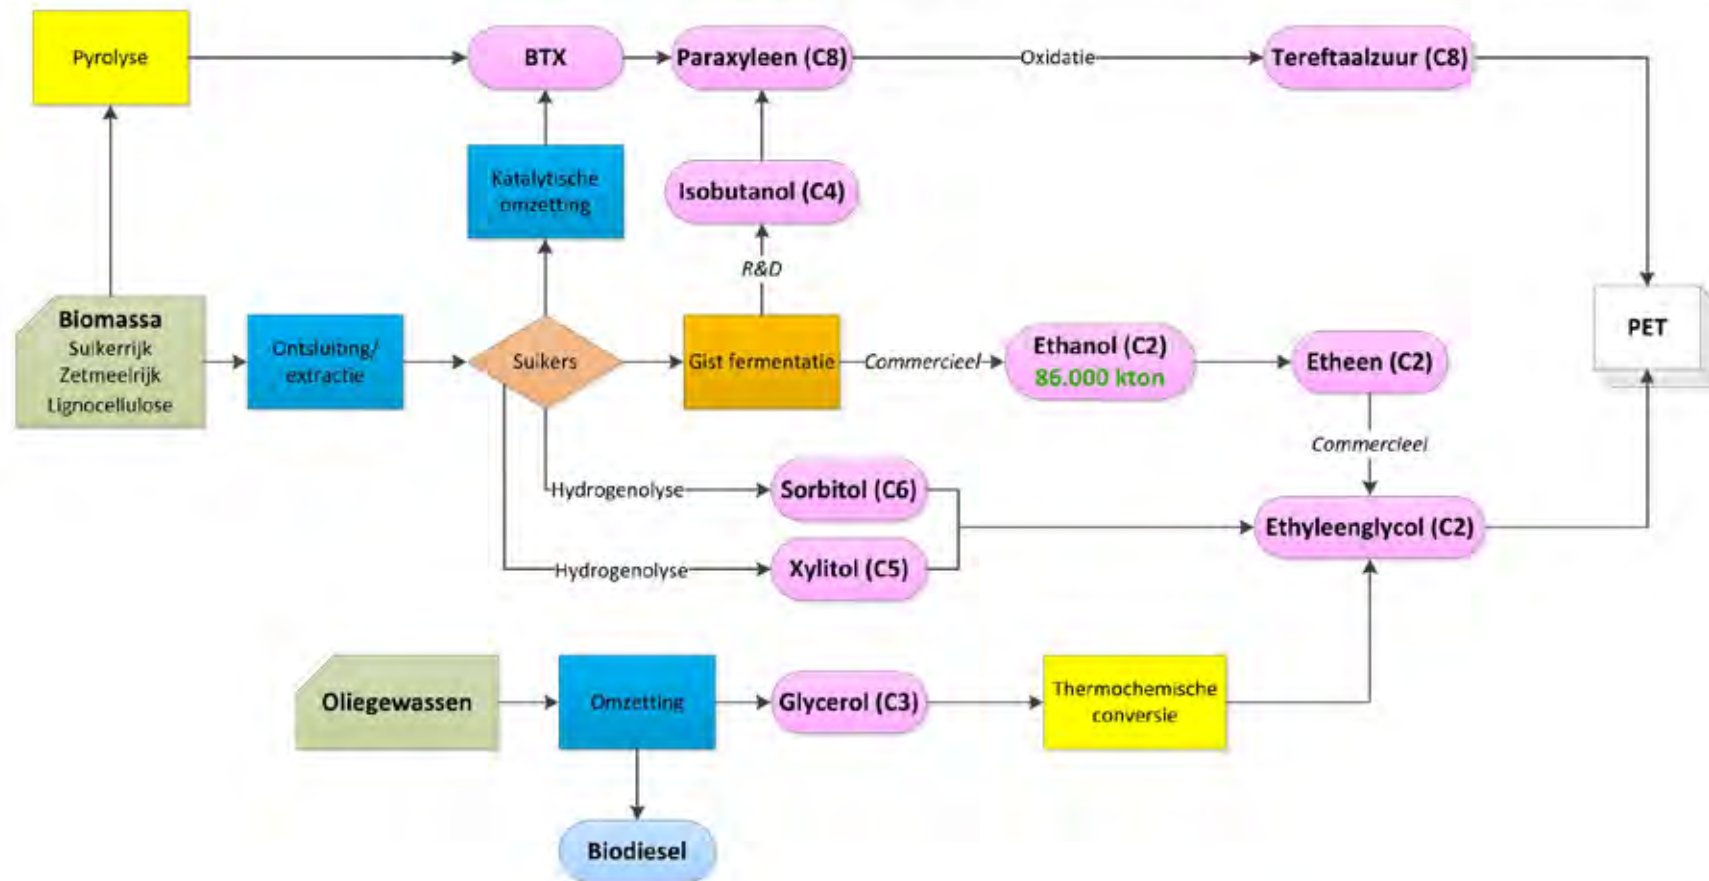 Pyrolyse
BTX
Paraxyleen (C8)
Oxidatie
Tereftaalzuur (C8)
Katalytische
omzetting
Isobutanol (C4)
R&D
Biomassa
Suikerrijk
Zetmeelrijk
Lignocellulose
Ontsluiting/
extractie
Suikers
Gist fermentatie
Commercieel
Ethanol (C2)
86.000 kton
Etheen (C2)
PET
Commercieel
Hydrogenolyse
Sorbitol (C6)
Ethyleenglycol (C2)
Hydrogenolyse
Xylitol (C5)
Oliegewassen
Omzetting
Glycerol (C3)
Thermochemische
conversie
Biodiesel